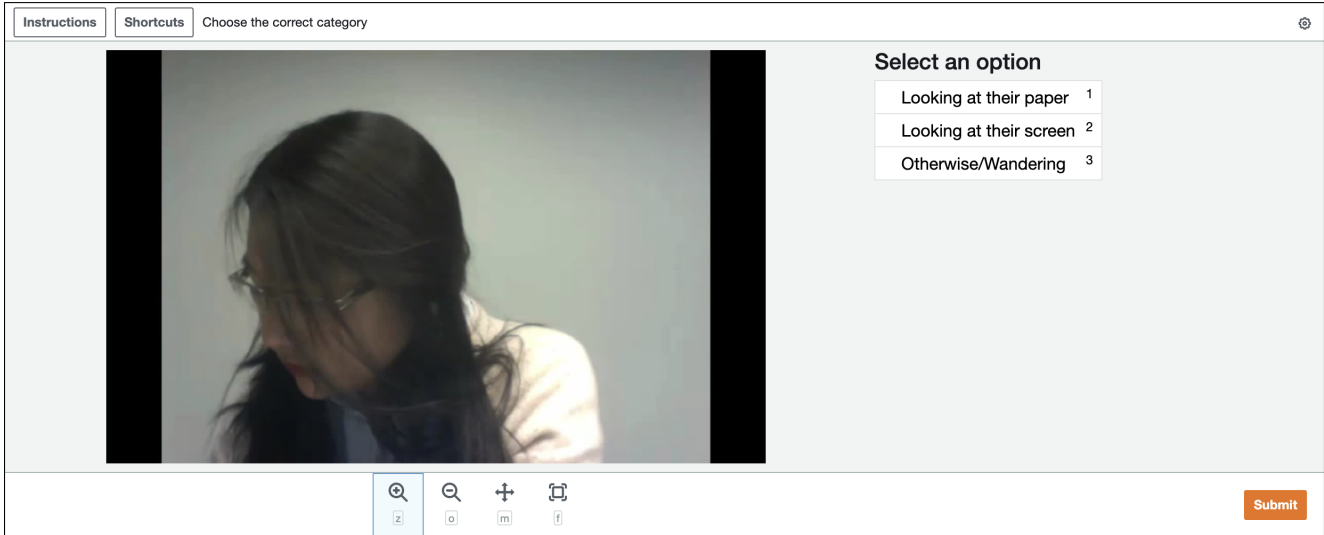 Instructions Shortcuts Choose the correct category
Select an option
Looking at their paper 1
Looking at their screen 2
Otherwise/Wandering 3
z o m f
Submit